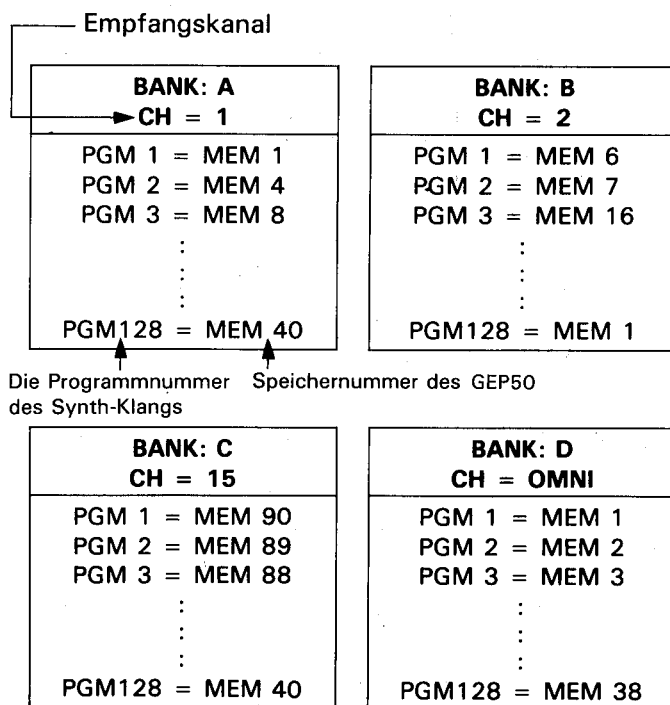 Empfangskanal
BANK: A
CH = 1
PGM 1 = MEM 1
PGM 2 = MEM 4
PGM 3 = MEM 8
:
:
:
PGM128 = MEM 40
BANK: B
CH = 2
PGM 1 = MEM 6
PGM 2 = MEM 7
PGM 3 = MEM 16
:
:
:
PGM128 = MEM 1
Die Programmnummer
des Synth-Klangs
Speichernummer des GEP50
BANK: C
CH = 15
PGM 1 = MEM 90
PGM 2 = MEM 89
PGM 3 = MEM 88
:
:
:
PGM128 = MEM 40
BANK: D
CH = OMNI
PGM 1 = MEM 1
PGM 2 = MEM 2
PGM 3 = MEM 3
:
:
:
PGM128 = MEM 38